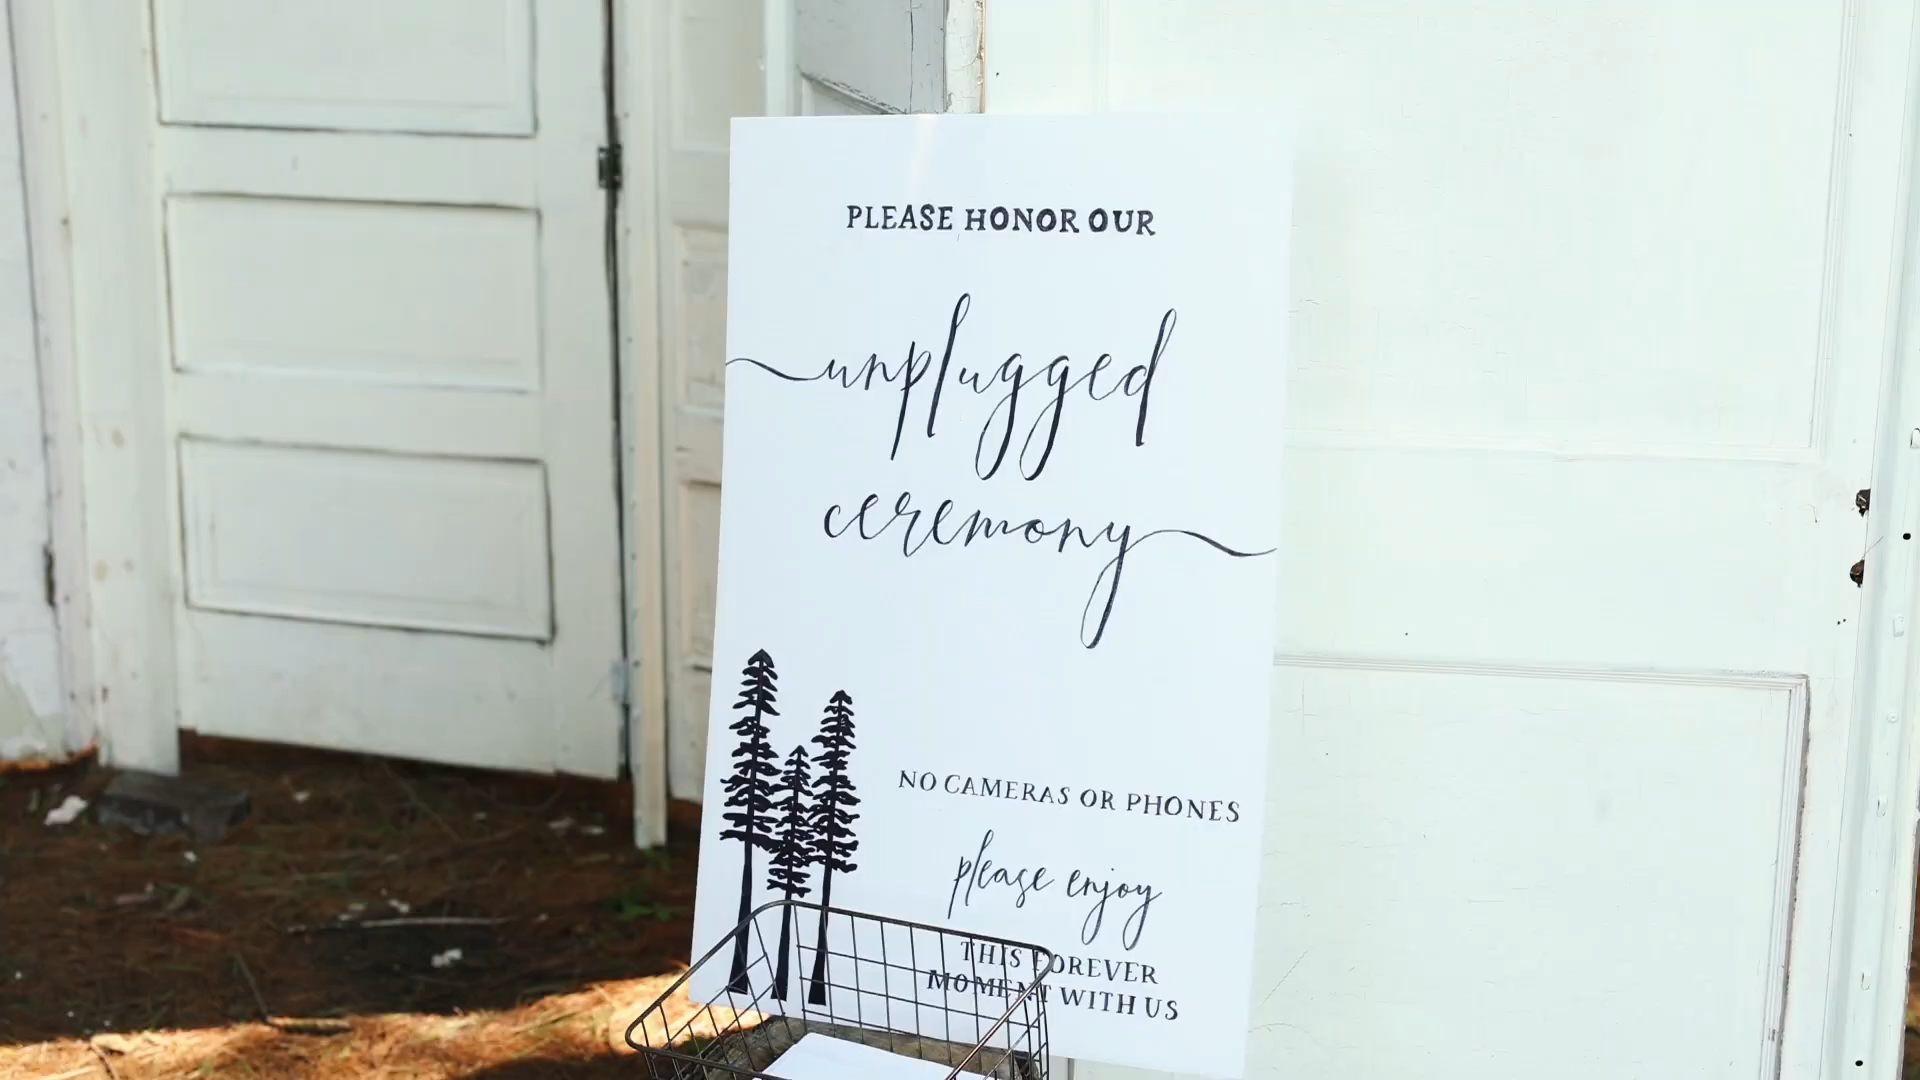 PLEASE HONOR OUR
unplugged
ceremony
NO CAMERAS OR PHONES
please enjoy
THIS FOREVER
MOMENT WITH US